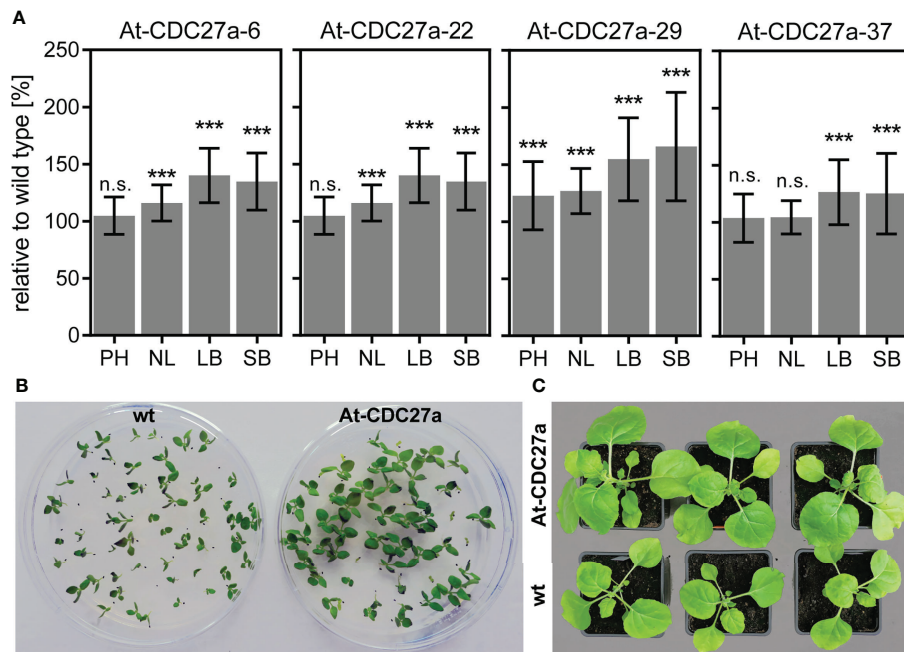 A
At-CDC27a-6 At-CDC27a-22 At-CDC27a-29 At-CDC27a-37
relative to wild type [%]
250
200
150
100
50
0
n.s. *** *** ***
n.s. *** *** ***
*** *** *** ***
n.s. n.s. *** ***
PH NL LB SB PH NL LB SB PH NL LB SB PH NL LB SB
B
wt At-CDC27a
C
At-CDC27a
wt